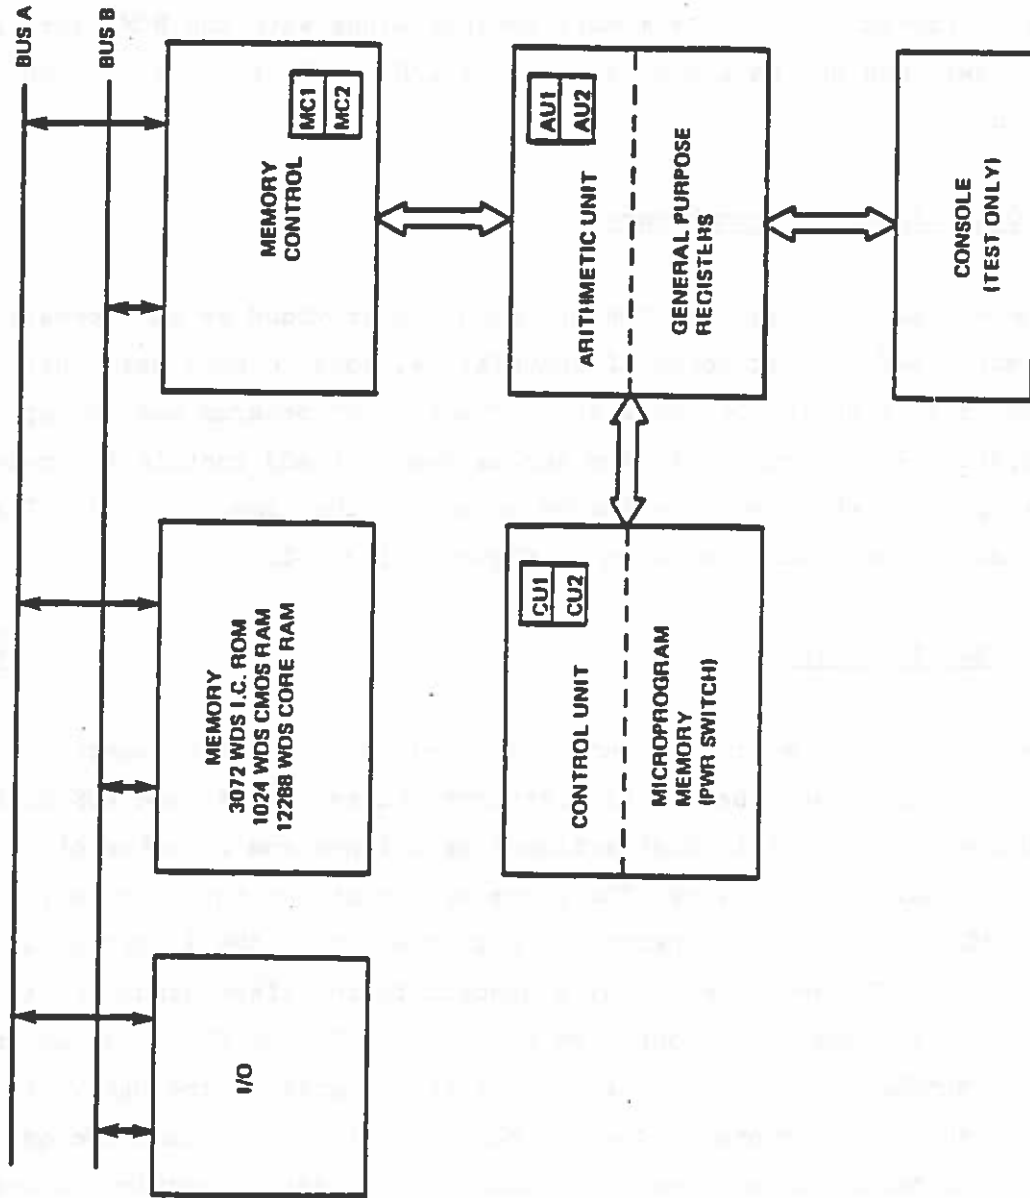 BUS A
BUS B
I/O
MEMORY
3072 WDS I.C. ROM
1024 WDS CMOS RAM
12288 WDS CORE RAM
MEMORY
CONTROL
MC1
MC2
CONTROL UNIT
CU1
CU2
MICROPROGRAM
MEMORY
(PWR SWITCH)
ARITHMETIC UNIT
AU1
AU2
GENERAL PURPOSE
REGISTERS
CONSOLE
(TEST ONLY)